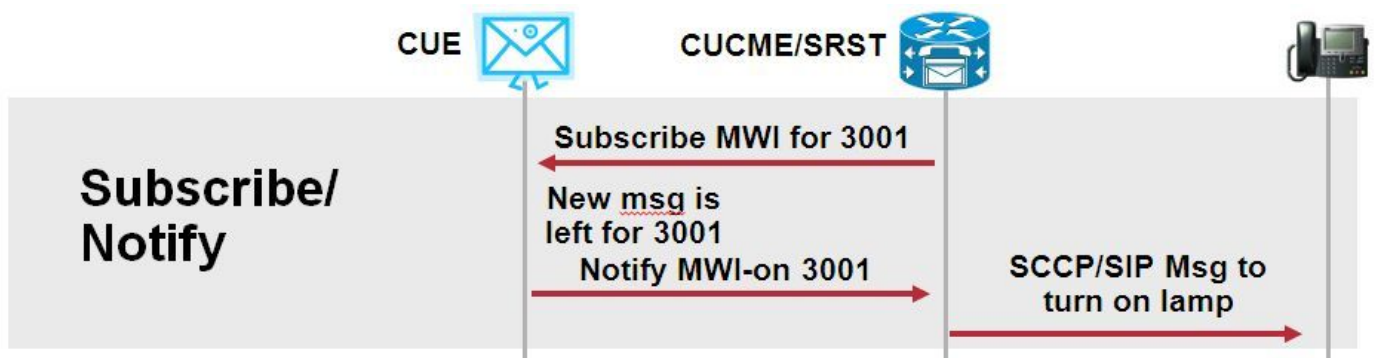 CUE
CUCME/SRST
Subscribe MWI for 3001
Subscribe/
Notify
New msg is
left for 3001
Notify MWI-on 3001
SCCP/SIP Msg to
turn on lamp